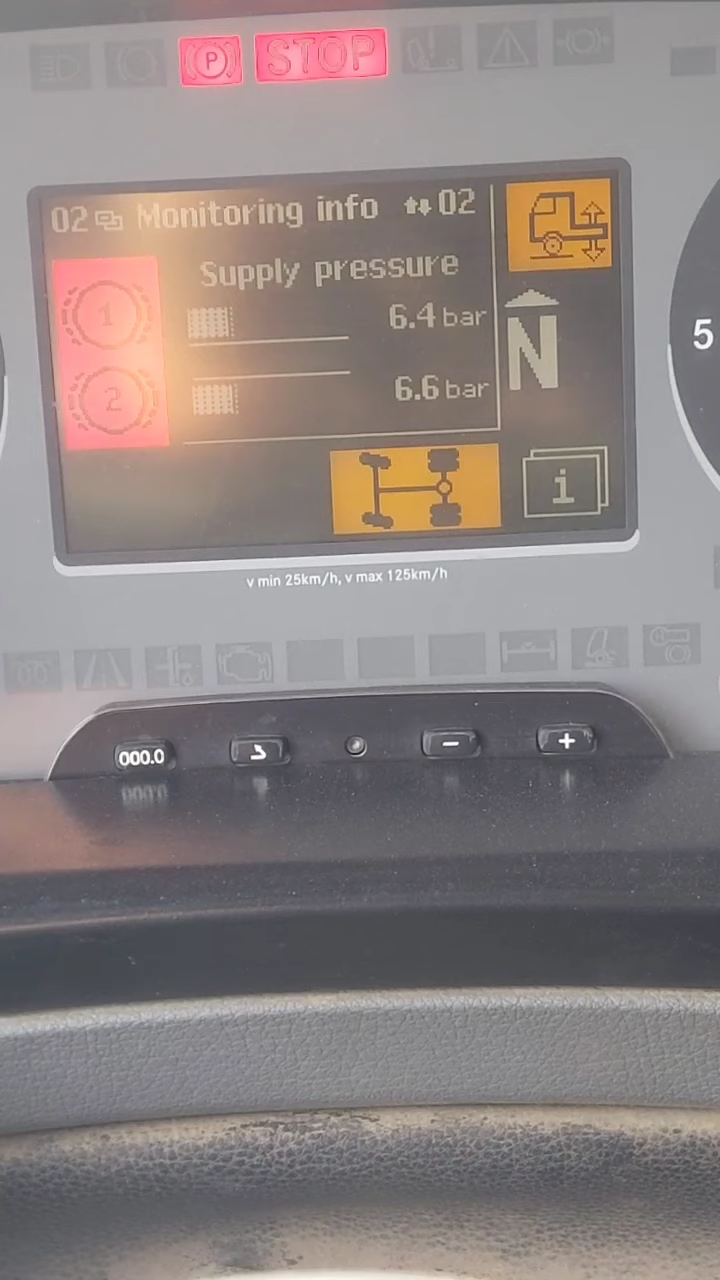 (P) STOP
02 Monitoring info 02
Supply pressure
1 6.4 bar
N
2 6.6 bar
5
i
v min 25km/h, v max 125km/h
000.0 - +